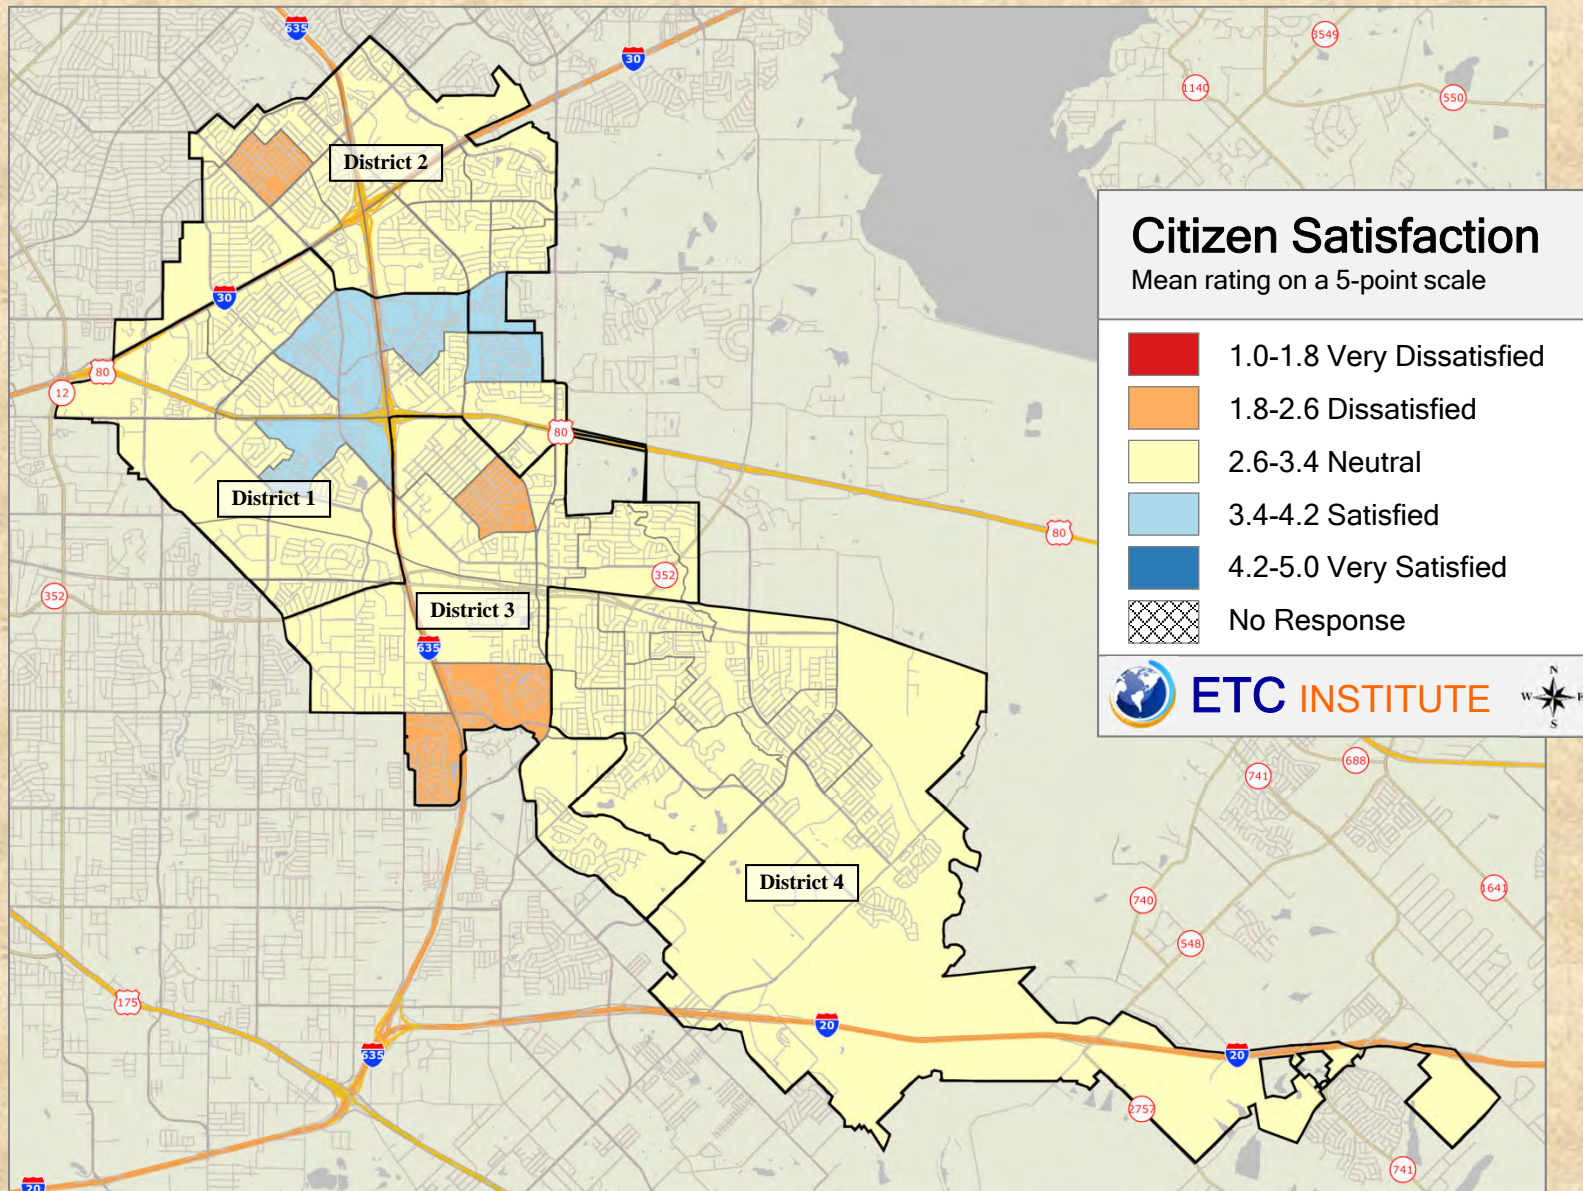 635
30
3549
1140
550
District 2
Citizen Satisfaction
Mean rating on a 5-point scale
30
1.0-1.8 Very Dissatisfied
80
12
1.8-2.6 Dissatisfied
80
2.6-3.4 Neutral
District 1
3.4-4.2 Satisfied
80
352
4.2-5.0 Very Satisfied
352
District 3
No Response
635
ETC INSTITUTE
N
W E
S
688
741
District 4
1641
740
548
175
20
635
20
2757
741
20